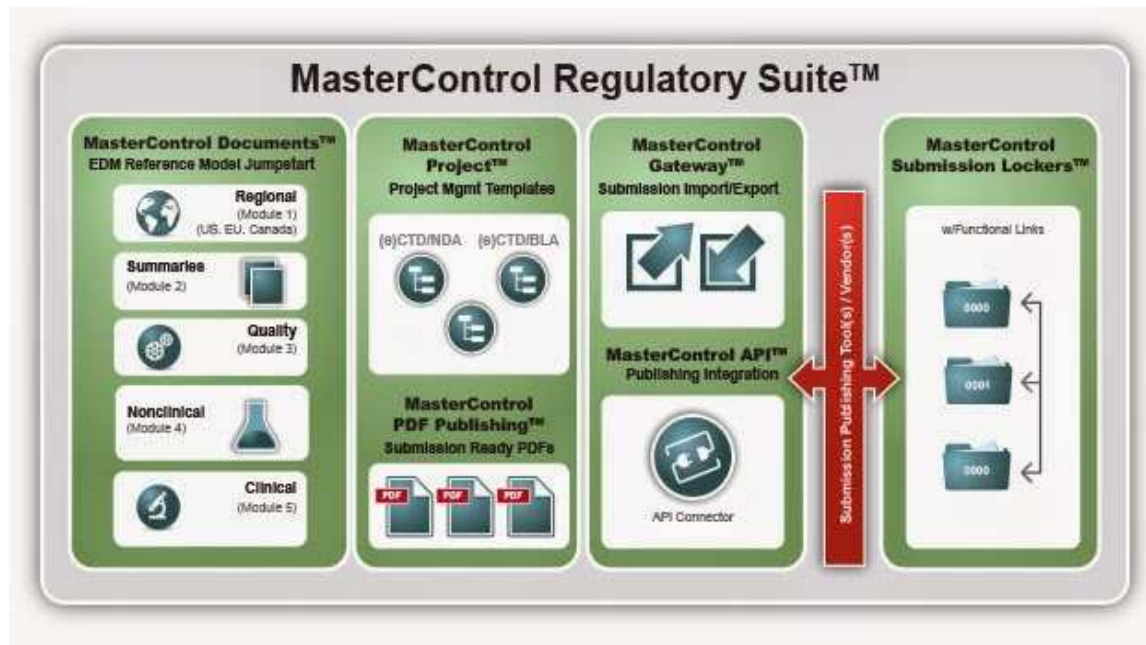 MasterControl Regulatory Suite™
MasterControl Documents™
EDM Reference Model Jumpstart
Regional
(Module 1)
(US. EU. Canada)
Summaries
(Module 2)
Quality
(Module 3)
Nonclinical
(Module 4)
Clinical
(Module 5)
MasterControl
Project™
Project Mgmt Templates
(e)CTD/NDA (e)CTD/BLA
MasterControl
PDF Publishing™
Submission Ready PDFs
PDF PDF PDF
MasterControl
Gateway™
Submission Import/Export
MasterControl API™
Publishing Integration
API Connector
Submission Publishing Tool(s) / Vendor(s)
MasterControl
Submission Lockers™
w/Functional Links
0000
0001
0000